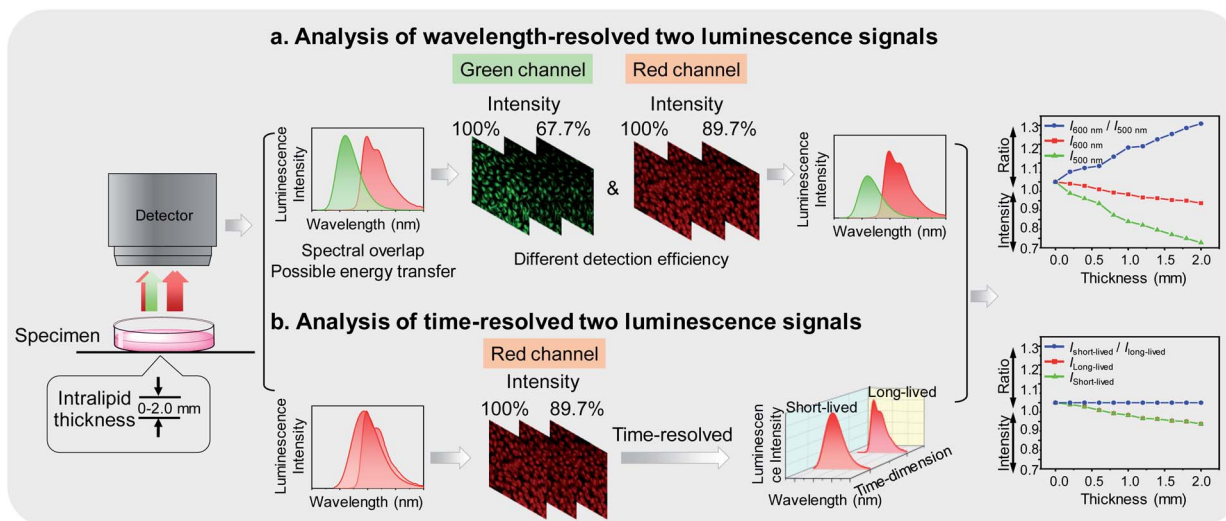 a. Analysis of wavelength-resolved two luminescence signals
Green channel
Red channel
Intensity
Intensity
100%
67.7%
100%
89.7%
Luminescence
Intensity
Wavelength (nm)
Spectral overlap
Possible energy transfer
&
Different detection efficiency
Luminescence
Intensity
Wavelength (nm)
Detector
Specimen
Intralipid
thickness
0-2.0 mm
b. Analysis of time-resolved two luminescence signals
Red channel
Intensity
100%
89.7%
Luminescence
Intensity
Wavelength (nm)
Time-resolved
Short-lived
Long-lived
Luminescen
ce Intensity
Wavelength (nm)
Time-dimension
I600 nm / I500 nm
I600 nm
I500 nm
Ratio
Intensity
1.3
1.2
1.1
1.0
0.9
0.8
0.7
0.0
0.5
1.0
1.5
2.0
Thickness (mm)
Ishort-lived / Ilong-lived
ILong-lived
IShort-lived
Ratio
Intensity
1.3
1.2
1.1
1.0
0.9
0.8
0.7
0.0
0.5
1.0
1.5
2.0
Thickness (mm)